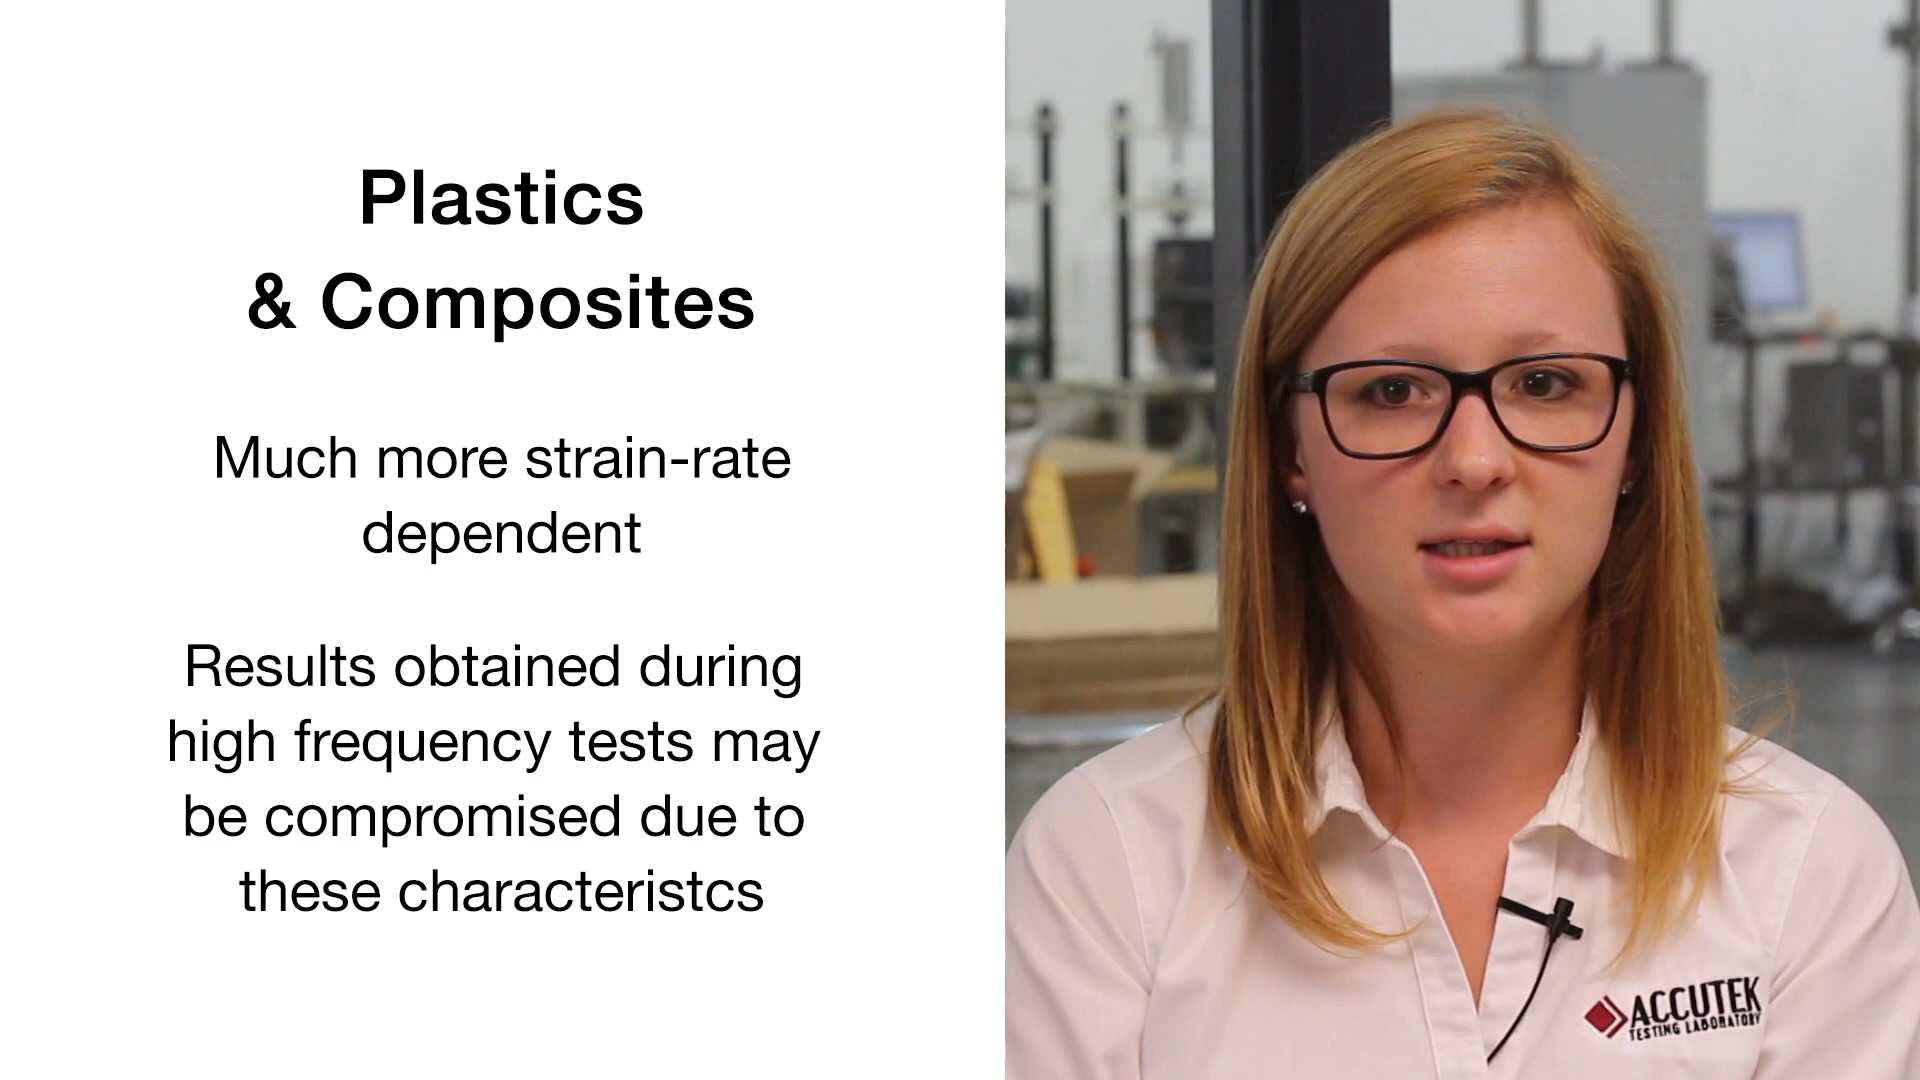 Plastics
& Composites
Much more strain-rate
dependent
Results obtained during
high frequency tests may
be compromised due to
these characteristcs
ACCUTEK
TESTING LABORATORY